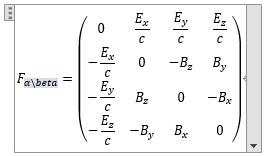 F_{α\beta} = ( 0 E_x/c E_y/c E_z/c
-E_x/c 0 -B_z B_y
-E_y/c B_z 0 -B_x
-E_z/c -B_y B_x 0 )